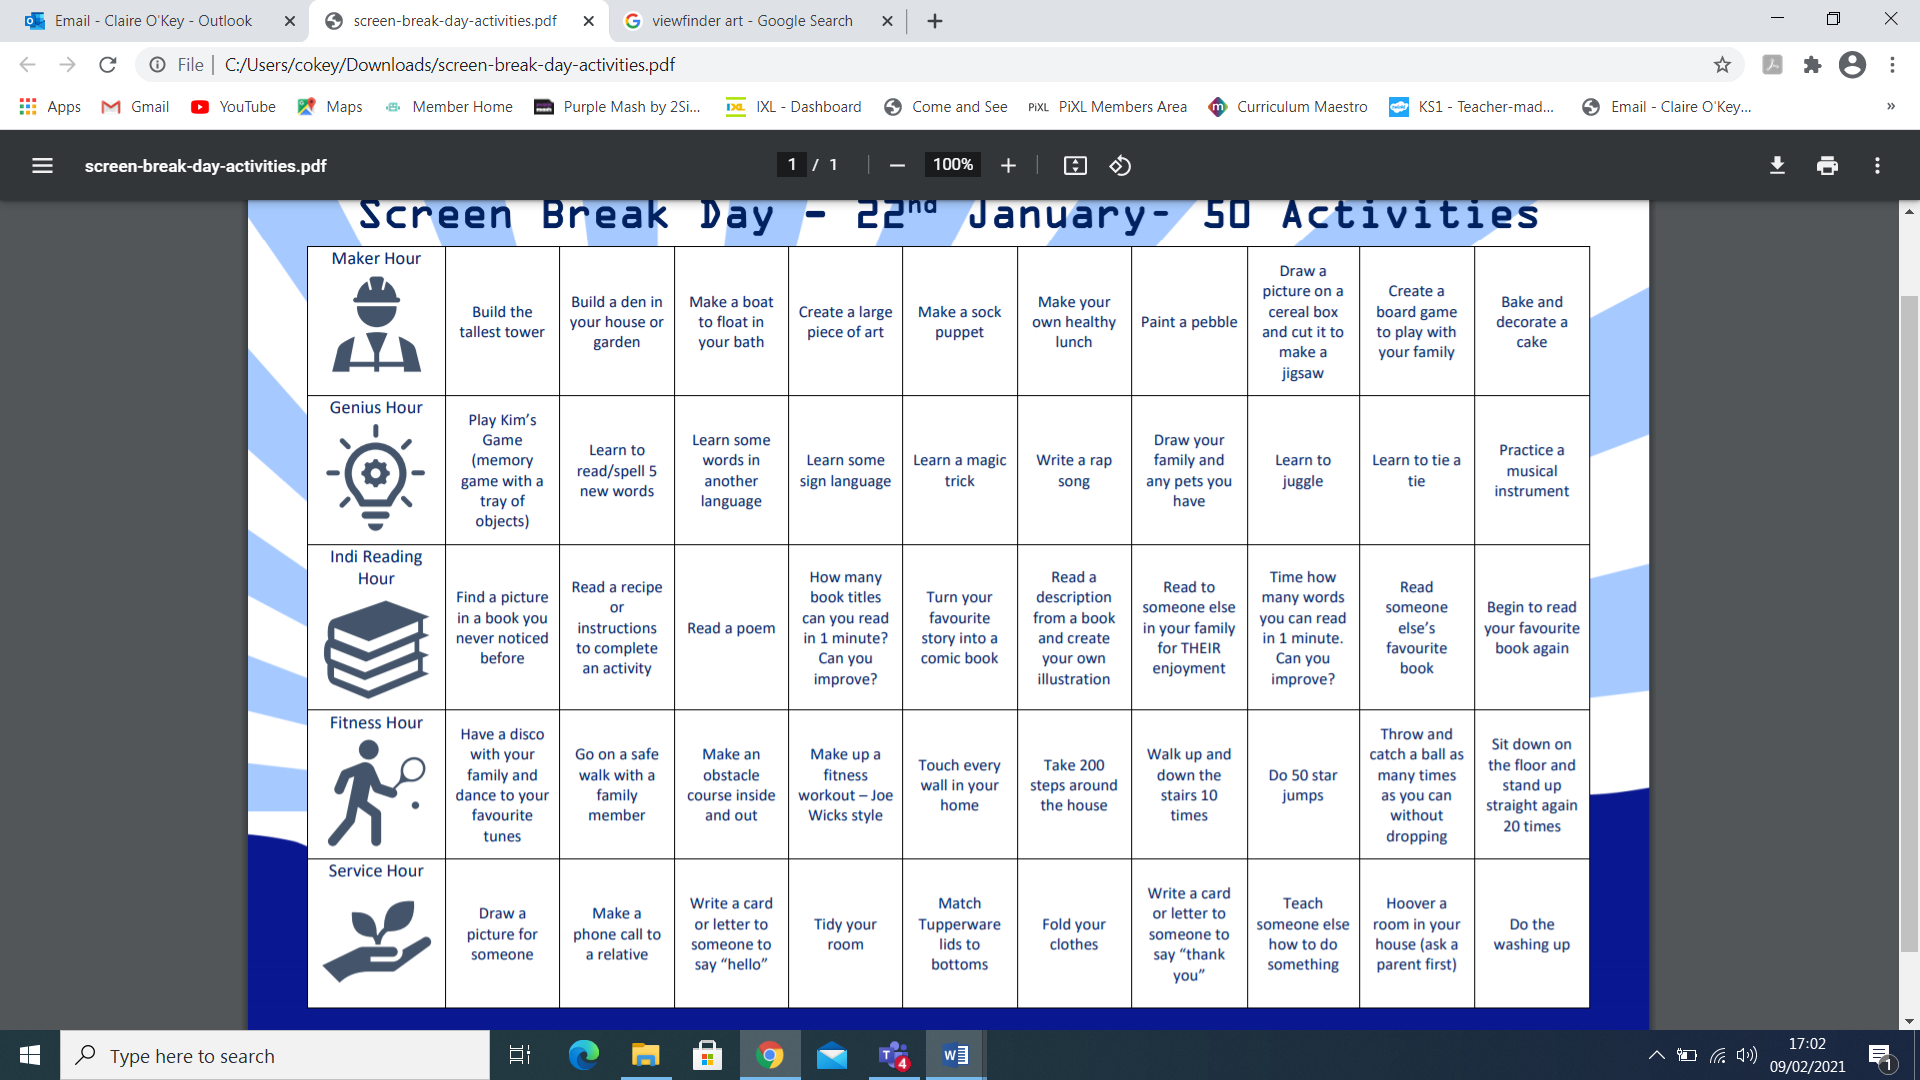 Email - Claire O'Key - Outlook
screen-break-day-activities.pdf
viewfinder art - Google Search
File
C:/Users/cokey/Downloads/screen-break-day-activities.pdf
Apps
Gmail
YouTube
Maps
Member Home
Purple Mash by 2Si...
IXL - Dashboard
Come and See
PiXL PiXL Members Area
Curriculum Maestro
KS1 - Teacher-mad...
Email - Claire O'Key...
screen-break-day-activities.pdf
1 / 1
100%
Screen Break Day - 22nd January- 50 Activities
Maker Hour
Build the
tallest tower
Build a den in
your house or
garden
Make a boat
to float in
your bath
Create a large
piece of art
Make a sock
puppet
Make your
own healthy
lunch
Paint a pebble
Draw a
picture on a
cereal box
and cut it to
make a
jigsaw
Create a
board game
to play with
your family
Bake and
decorate a
cake
Genius Hour
Play Kim's
Game
(memory
game with a
tray of
objects)
Learn to
read/spell 5
new words
Learn some
words in
another
language
Learn some
sign language
Learn a magic
trick
Write a rap
song
Draw your
family and
any pets you
have
Learn to
juggle
Learn to tie a
tie
Practice a
musical
instrument
Indi Reading
Hour
Find a picture
in a book you
never noticed
before
Read a recipe
or
instructions
to complete
an activity
Read a poem
How many
book titles
can you read
in 1 minute?
Can you
improve?
Turn your
favourite
story into a
comic book
Read a
description
from a book
and create
your own
illustration
Read to
someone else
in your family
for THEIR
enjoyment
Time how
many words
you can read
in 1 minute.
Can you
improve?
Read
someone
else's
favourite
book
Begin to read
your favourite
book again
Fitness Hour
Have a disco
with your
family and
dance to your
favourite
tunes
Go on a safe
walk with a
family
member
Make an
obstacle
course inside
and out
Make up a
fitness
workout – Joe
Wicks style
Touch every
wall in your
home
Take 200
steps around
the house
Walk up and
down the
stairs 10
times
Do 50 star
jumps
Throw and
catch a ball as
many times
as you can
without
dropping
Sit down on
the floor and
stand up
straight again
20 times
Service Hour
Draw a
picture for
someone
Make a
phone call to
a relative
Write a card
or letter to
someone to
say "hello"
Tidy your
room
Match
Tupperware
lids to
bottoms
Fold your
clothes
Write a card
or letter to
someone to
say "thank
you"
Teach
someone else
how to do
something
Hoover a
room in your
house (ask a
parent first)
Do the
washing up
Type here to search
4
17:02
09/02/2021
1